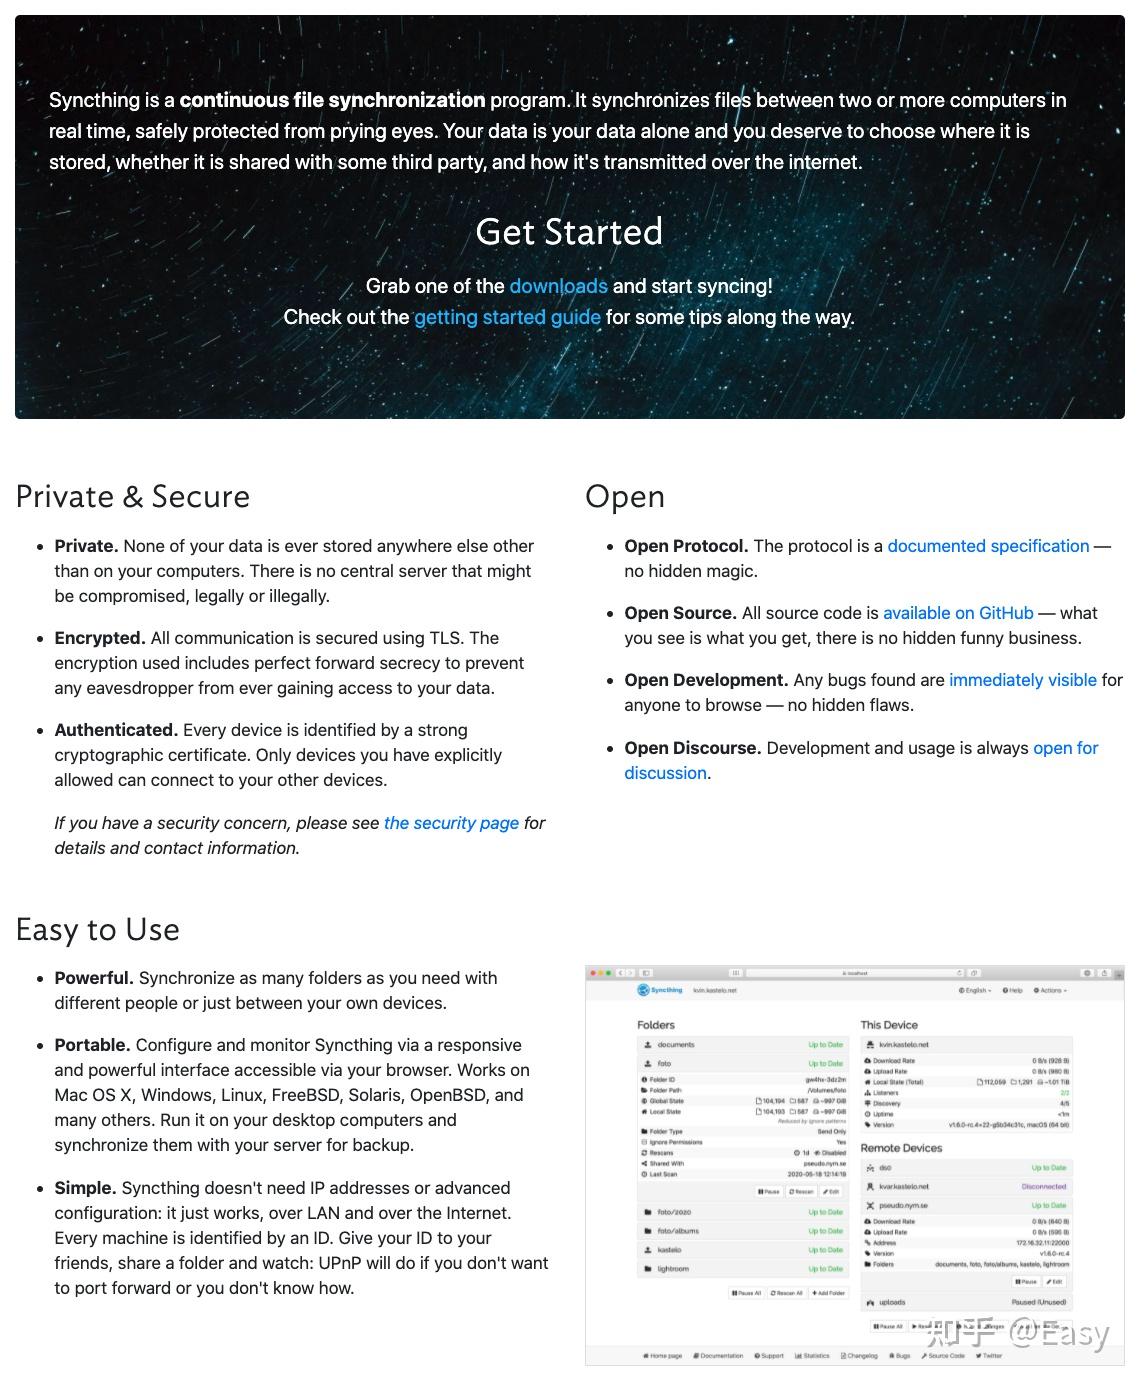 Syncthing is a continuous file synchronization program. It synchronizes files between two or more computers in
real time, safely protected from prying eyes. Your data is your data alone and you deserve to choose where it is
stored, whether it is shared with some third party, and how it's transmitted over the internet.
Get Started
Grab one of the downloads and start syncing!
Check out the getting started guide for some tips along the way.
Private & Secure
• Private. None of your data is ever stored anywhere else other
than on your computers. There is no central server that might
be compromised, legally or illegally.
• Encrypted. All communication is secured using TLS. The
encryption used includes perfect forward secrecy to prevent
any eavesdropper from ever gaining access to your data.
• Authenticated. Every device is identified by a strong
cryptographic certificate. Only devices you have explicitly
allowed can connect to your other devices.
If you have a security concern, please see the security page for
details and contact information.
Open
• Open Protocol. The protocol is a documented specification —
no hidden magic.
• Open Source. All source code is available on GitHub — what
you see is what you get, there is no hidden funny business.
• Open Development. Any bugs found are immediately visible for
anyone to browse — no hidden flaws.
• Open Discourse. Development and usage is always open for
discussion.
Easy to Use
• Powerful. Synchronize as many folders as you need with
different people or just between your own devices.
• Portable. Configure and monitor Syncthing via a responsive
and powerful interface accessible via your browser. Works on
Mac OS X, Windows, Linux, FreeBSD, Solaris, OpenBSD, and
many others. Run it on your desktop computers and
synchronize them with your server for backup.
• Simple. Syncthing doesn't need IP addresses or advanced
configuration: it just works, over LAN and over the Internet.
Every machine is identified by an ID. Give your ID to your
friends, share a folder and watch: UPnP will do if you don't want
to port forward or you don't know how.
localhost
Syncthing kvin.kastelo.net English Help Actions
Folders
documents Up to Date
foto Up to Date
Folder ID gw4hx-3dz2m
Folder Path /Volumes/foto
Global State 104,194 587 ~997 GiB
Local State 104,193 587 ~997 GiB
Reduced by ignore patterns
Folder Type Send Only
Ignore Permissions Yes
Rescans 1d Disabled
Shared With pseudo.nym.se
Last Scan 2020-05-18 12:14:19
Pause Rescan Edit
foto/2020 Up to Date
foto/albums Up to Date
kastelo Up to Date
lightroom Up to Date
Pause All Rescan All Add Folder
This Device
kvin.kastelo.net
Download Rate 0 B/s (928 B)
Upload Rate 0 B/s (980 B)
Local State (Total) 112,059 1,291 ~1.01 TiB
Listeners 2/2
Discovery 4/5
Uptime <1m
Version v1.6.0-rc.4+22-g5b34c31c, macOS (64 bit)
Remote Devices
dso Up to Date
kvar.kastelo.net Disconnected
pseudo.nym.se Up to Date
Download Rate 0 B/s (640 B)
Upload Rate 0 B/s (595 B)
Address 172.16.32.11:22000
Version v1.6.0-rc.4
Folders documents, foto, foto/albums, kastelo, lightroom
Pause Edit
uploads Paused (Unused)
Pause All
知乎 @Easy
Home page Documentation Support Statistics Changelog Bugs Source Code Twitter